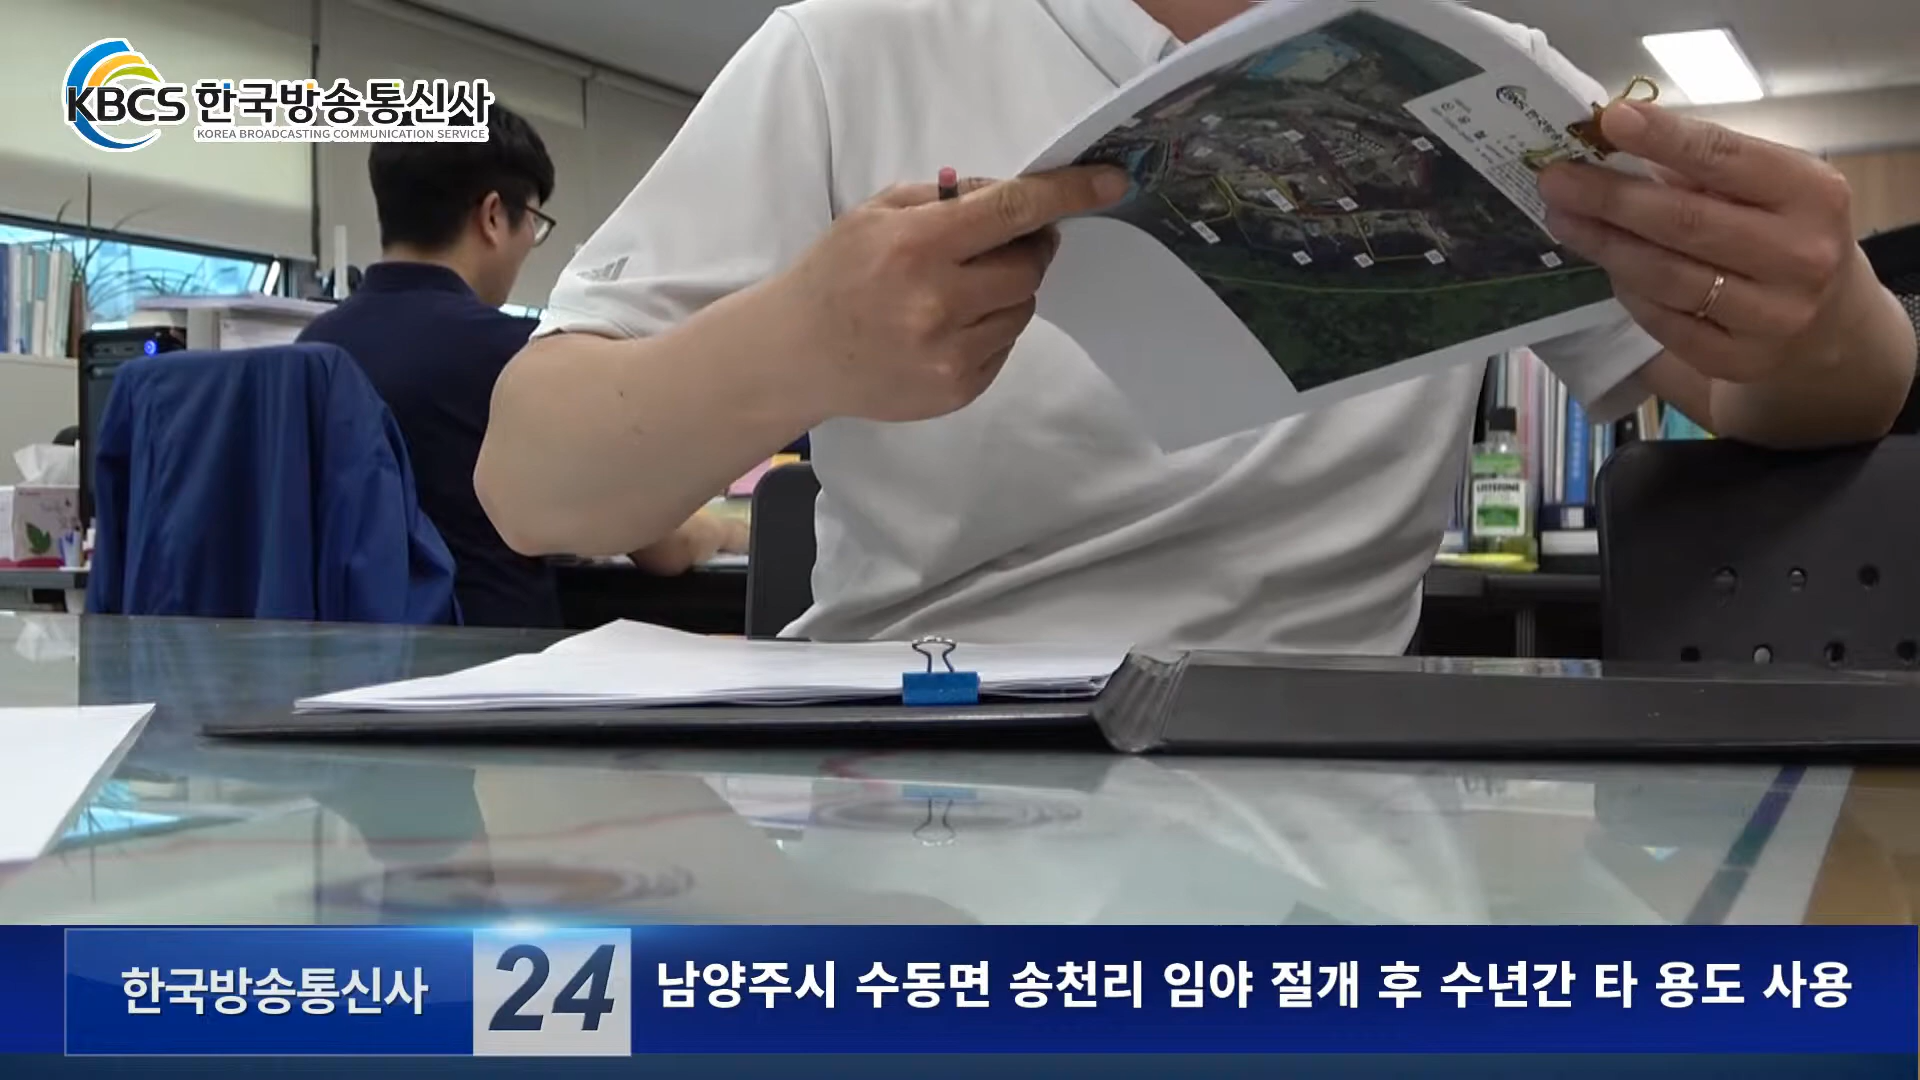 KBCS 한국방송통신사
KOREA BROADCASTING COMMUNICATION SERVICE
LISTERINE
한국방송통신사 24 남양주시 수동면 송천리 임야 절개 후 수년간 타 용도 사용